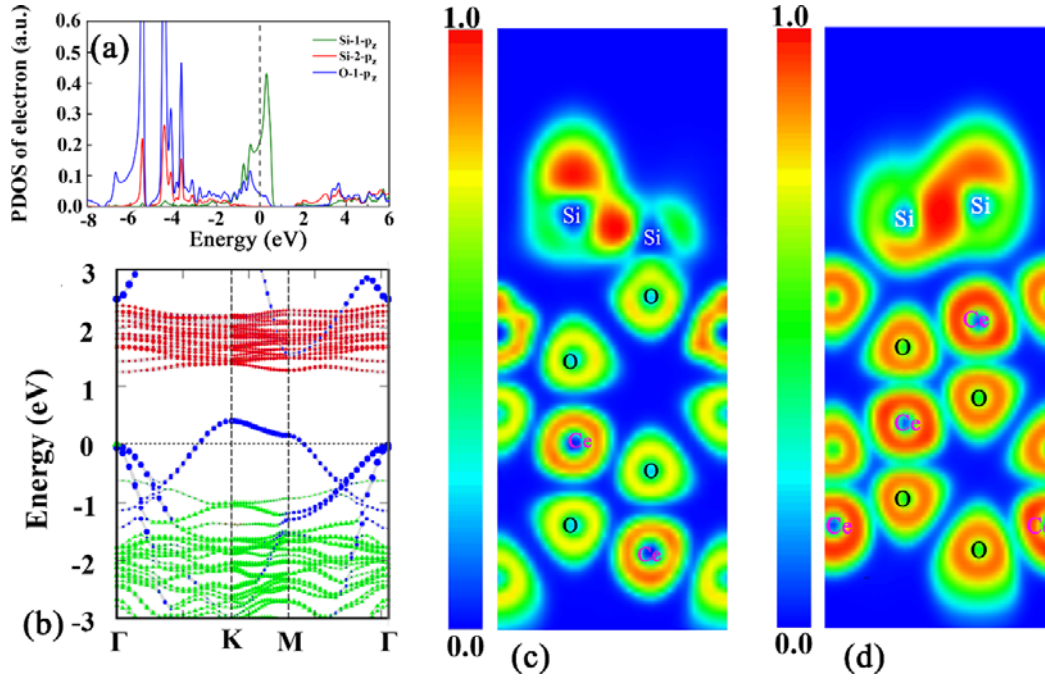 PDOS of electron (a.u.)
0.6
0.5
0.4
0.3
0.2
0.1
0.0
(a)
Si-1-pz
Si-2-pz
O-1-pz
-8 -6 -4 -2 0 2 4 6
Energy (eV)
Energy (eV)
3
2
1
0
-1
-2
-3
Γ K M Γ
(b)
1.0
0.0
Si
Si
O
O
Ce
O
O
Ce
(c)
1.0
0.0
Si
Si
Ce
O
O
Ce
O
Ce
Ce
O
(d)